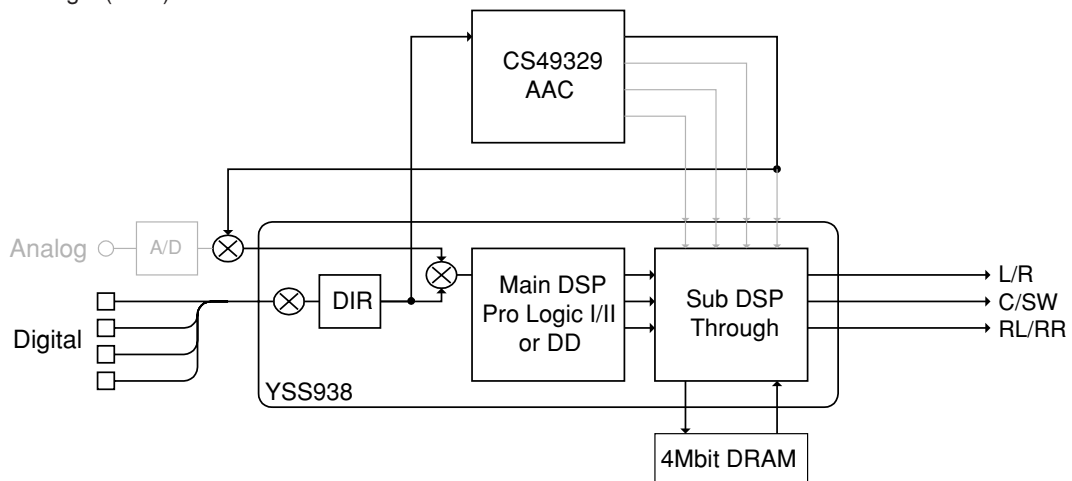 CS49329
AAC
Analog
A/D
DIR
Main DSP
Pro Logic I/II
or DD
Sub DSP
Through
L/R
C/SW
RL/RR
Digital
YSS938
4Mbit DRAM